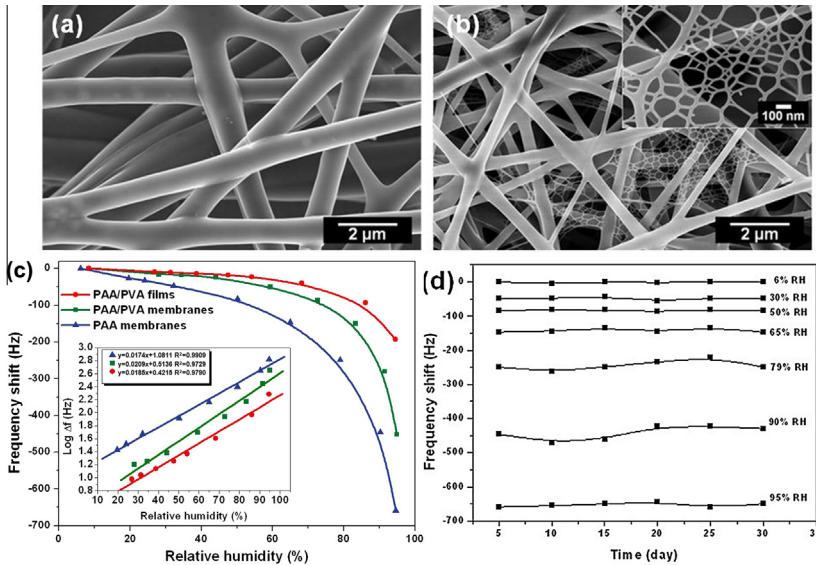 (a)
2 µm
(b)
100 nm
2 µm
(c)
0
-100
-200
-300
-400
-500
-600
-700
Frequency shift (Hz)
PAA/PVA films
PAA/PVA membranes
PAA membranes
y=0.0174x+1.0811 R²=0.9909
y=0.0209x+0.5136 R²=0.9729
y=0.0185x+0.4215 R²=0.9790
3.0
2.8
2.6
2.4
2.2
2.0
1.8
1.6
1.4
1.2
1.0
0.8
Log Δf (Hz)
10 20 30 40 50 60 70 80 90 100
Relative humidity (%)
0 20 40 60 80 100
Relative humidity (%)
(d)
0
-100
-200
-300
-400
-500
-600
-700
Frequency shift (Hz)
6% RH
30% RH
50% RH
65% RH
79% RH
90% RH
95% RH
5 10 15 20 25 30
Time (day)